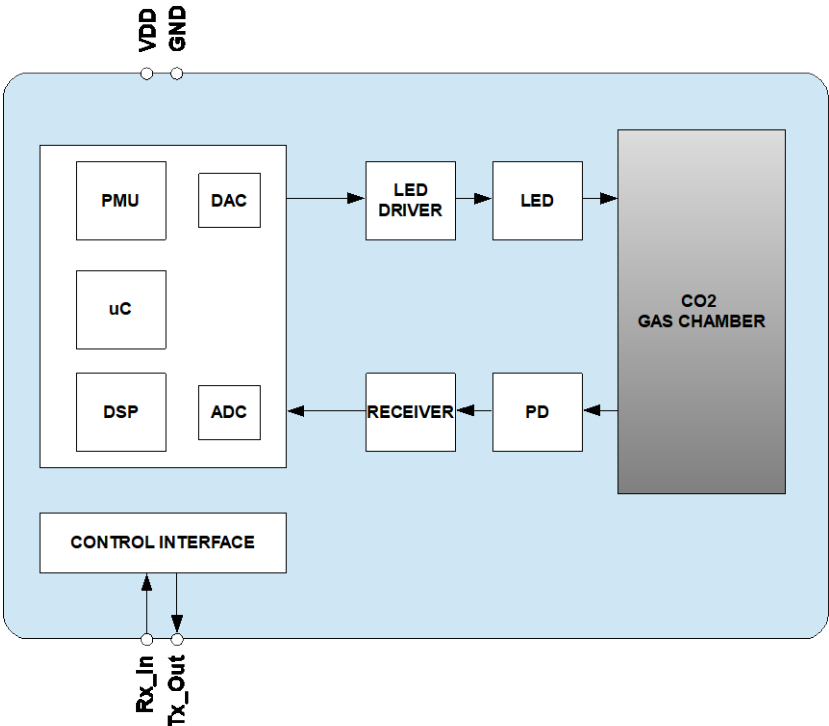 VDD
GND
PMU
DAC
LED
DRIVER
LED
uC
CO2
GAS CHAMBER
DSP
ADC
RECEIVER
PD
CONTROL INTERFACE
Rx_In
Tx_Out